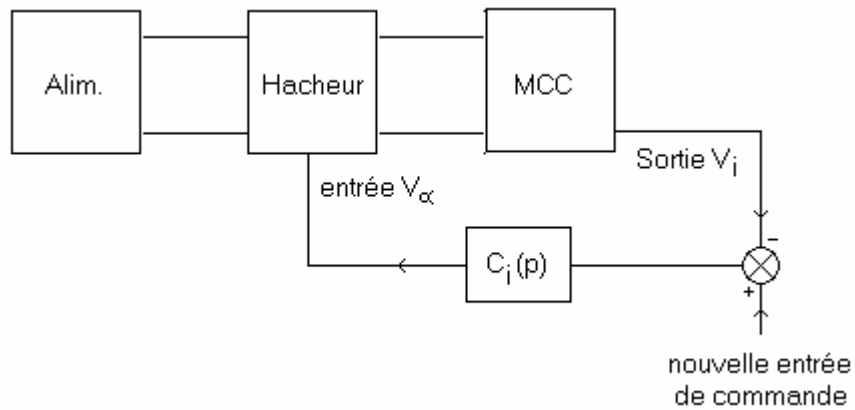 Alim.
Hacheur
MCC
Sortie Vi
entrée Vα
Ci(p)
-
+
nouvelle entrée
de commande